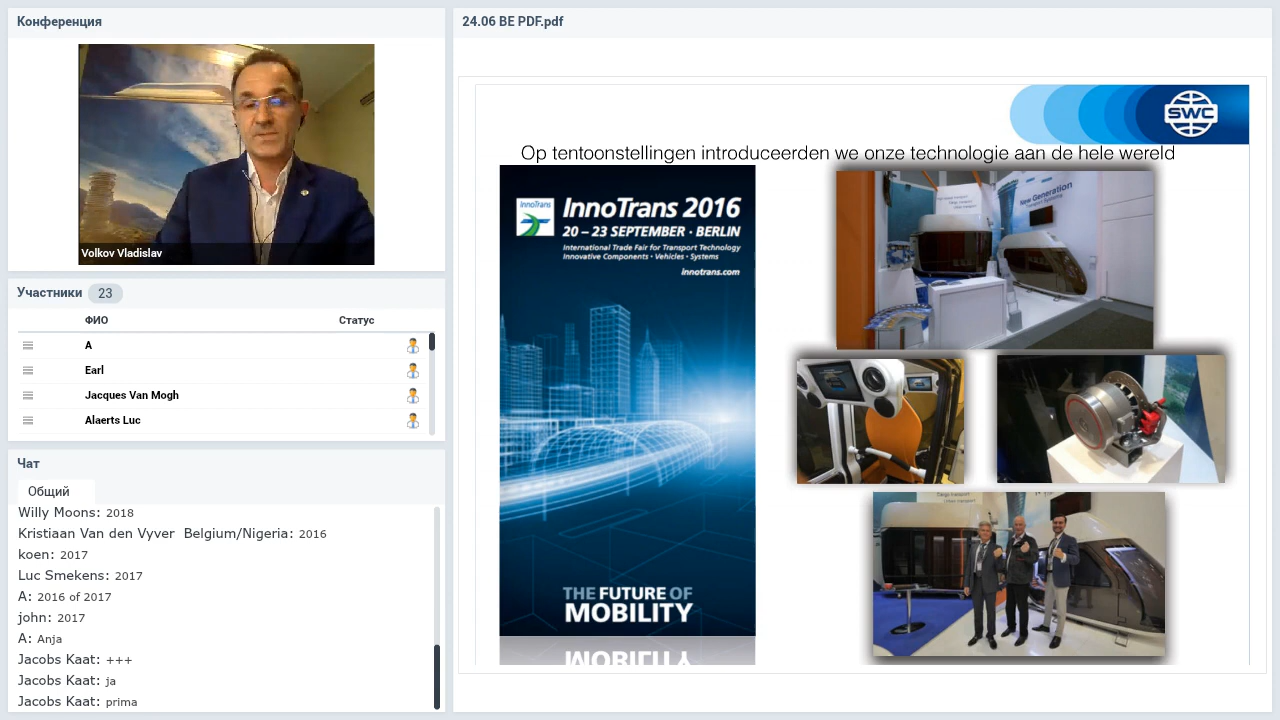 Конференция
Volkov Vladislav
Участники 23
ФИО Статус
A
Earl
Jacques Van Mogh
Alaerts Luc
Чат
Общий
Willy Moons: 2018
Kristiaan Van den Vyver Belgium/Nigeria: 2016
koen: 2017
Luc Smekens: 2017
A: 2016 of 2017
john: 2017
A: Anja
Jacobs Kaat: +++
Jacobs Kaat: ja
Jacobs Kaat: prima
24.06 BE PDF.pdf
SWC
Op tentoonstellingen introduceerden we onze technologie aan de hele wereld
InnoTrans
InnoTrans 2016
20 – 23 SEPTEMBER · BERLIN
International Trade Fair for Transport Technology
Innovative Components · Vehicles · Systems
innotrans.com
THE FUTURE OF
MOBILITY
MOBILITY
New Generation
Transport Systems